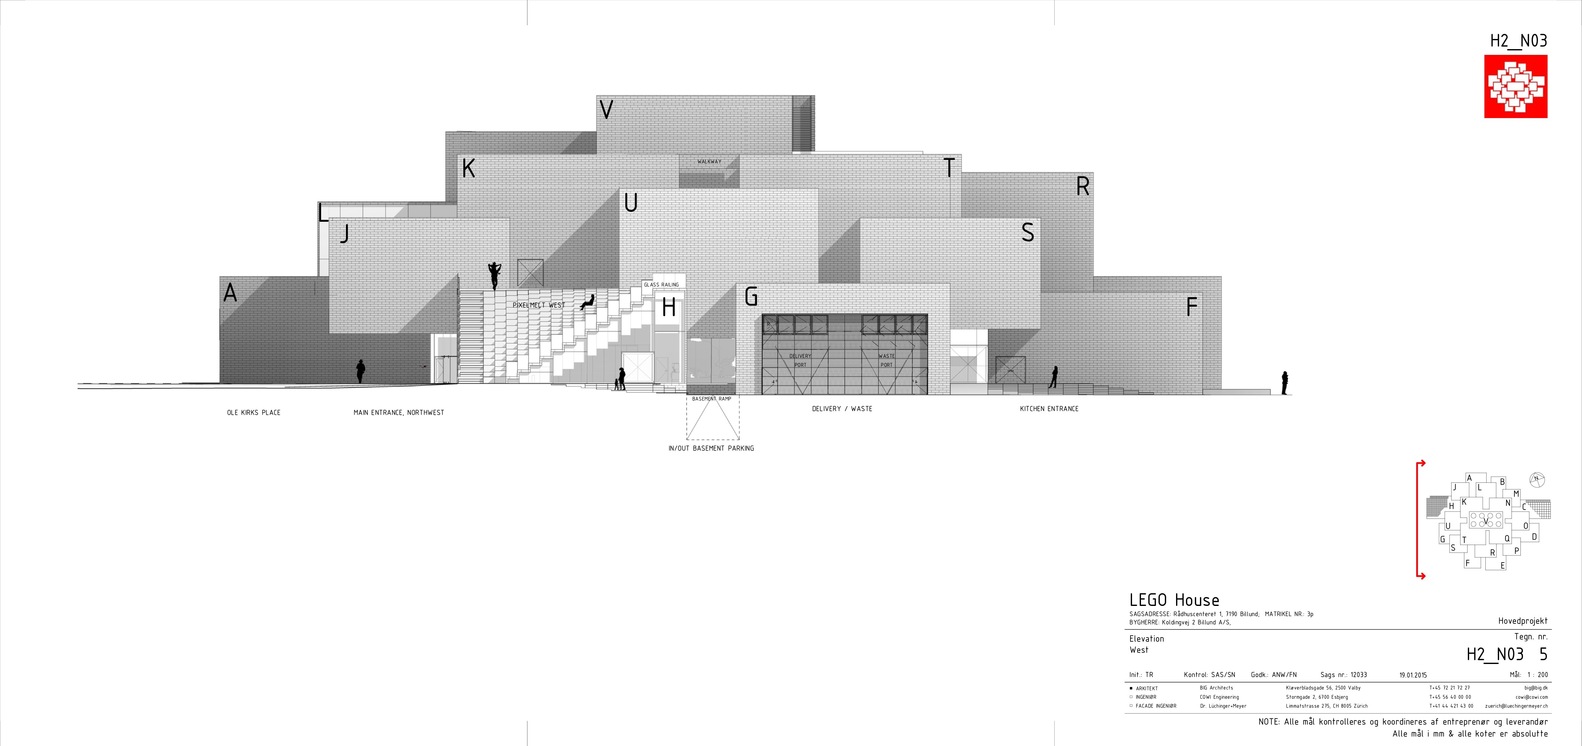 H2_N03
V
K
WALKWAY
T
R
U
L
J
S
A
GLASS RAILING
PIXELMELT WEST
H
G
F
DELIVERY
PORT
WASTE
PORT
BASEMENT RAMP
OLE KIRKS PLACE
MAIN ENTRANCE, NORTHWEST
DELIVERY / WASTE
KITCHEN ENTRANCE
IN/OUT BASEMENT PARKING
A
B
J
L
M
K
N
H
C
V
U
O
G
T
Q
D
S
R
P
F
E
N
LEGO House
SAGSADRESSE: Rådhuscenteret 1, 7190 Billund, MATRIKEL NR: 3p
BYGHERRE: Koldingvej 2 Billund A/S,
Hovedprojekt
Elevation
West
Tegn. nr.
H2_N03 5
Init.: TR Kontrol: SAS/SN Godk.: ANW/FN Sags nr.: 12033 19.01.2015 Mål: 1 : 200
ARKITEKT BIG Architects Kløverbladsgade 56, 2500 Valby T+45 72 21 72 27 big@big.dk
INGENIØR COWI Engineering Stormgade 2, 6700 Esbjerg T+45 56 40 00 00 cowi@cowi.com
FACADE INGENIØR Dr. Lüchinger+Meyer Limmatstrasse 275, CH 8005 Zürich T+41 44 421 43 00 zuerich@luechingermeyer.ch
NOTE: Alle mål kontrolleres og koordineres af entreprenør og leverandør
Alle mål i mm & alle koter er absolutte